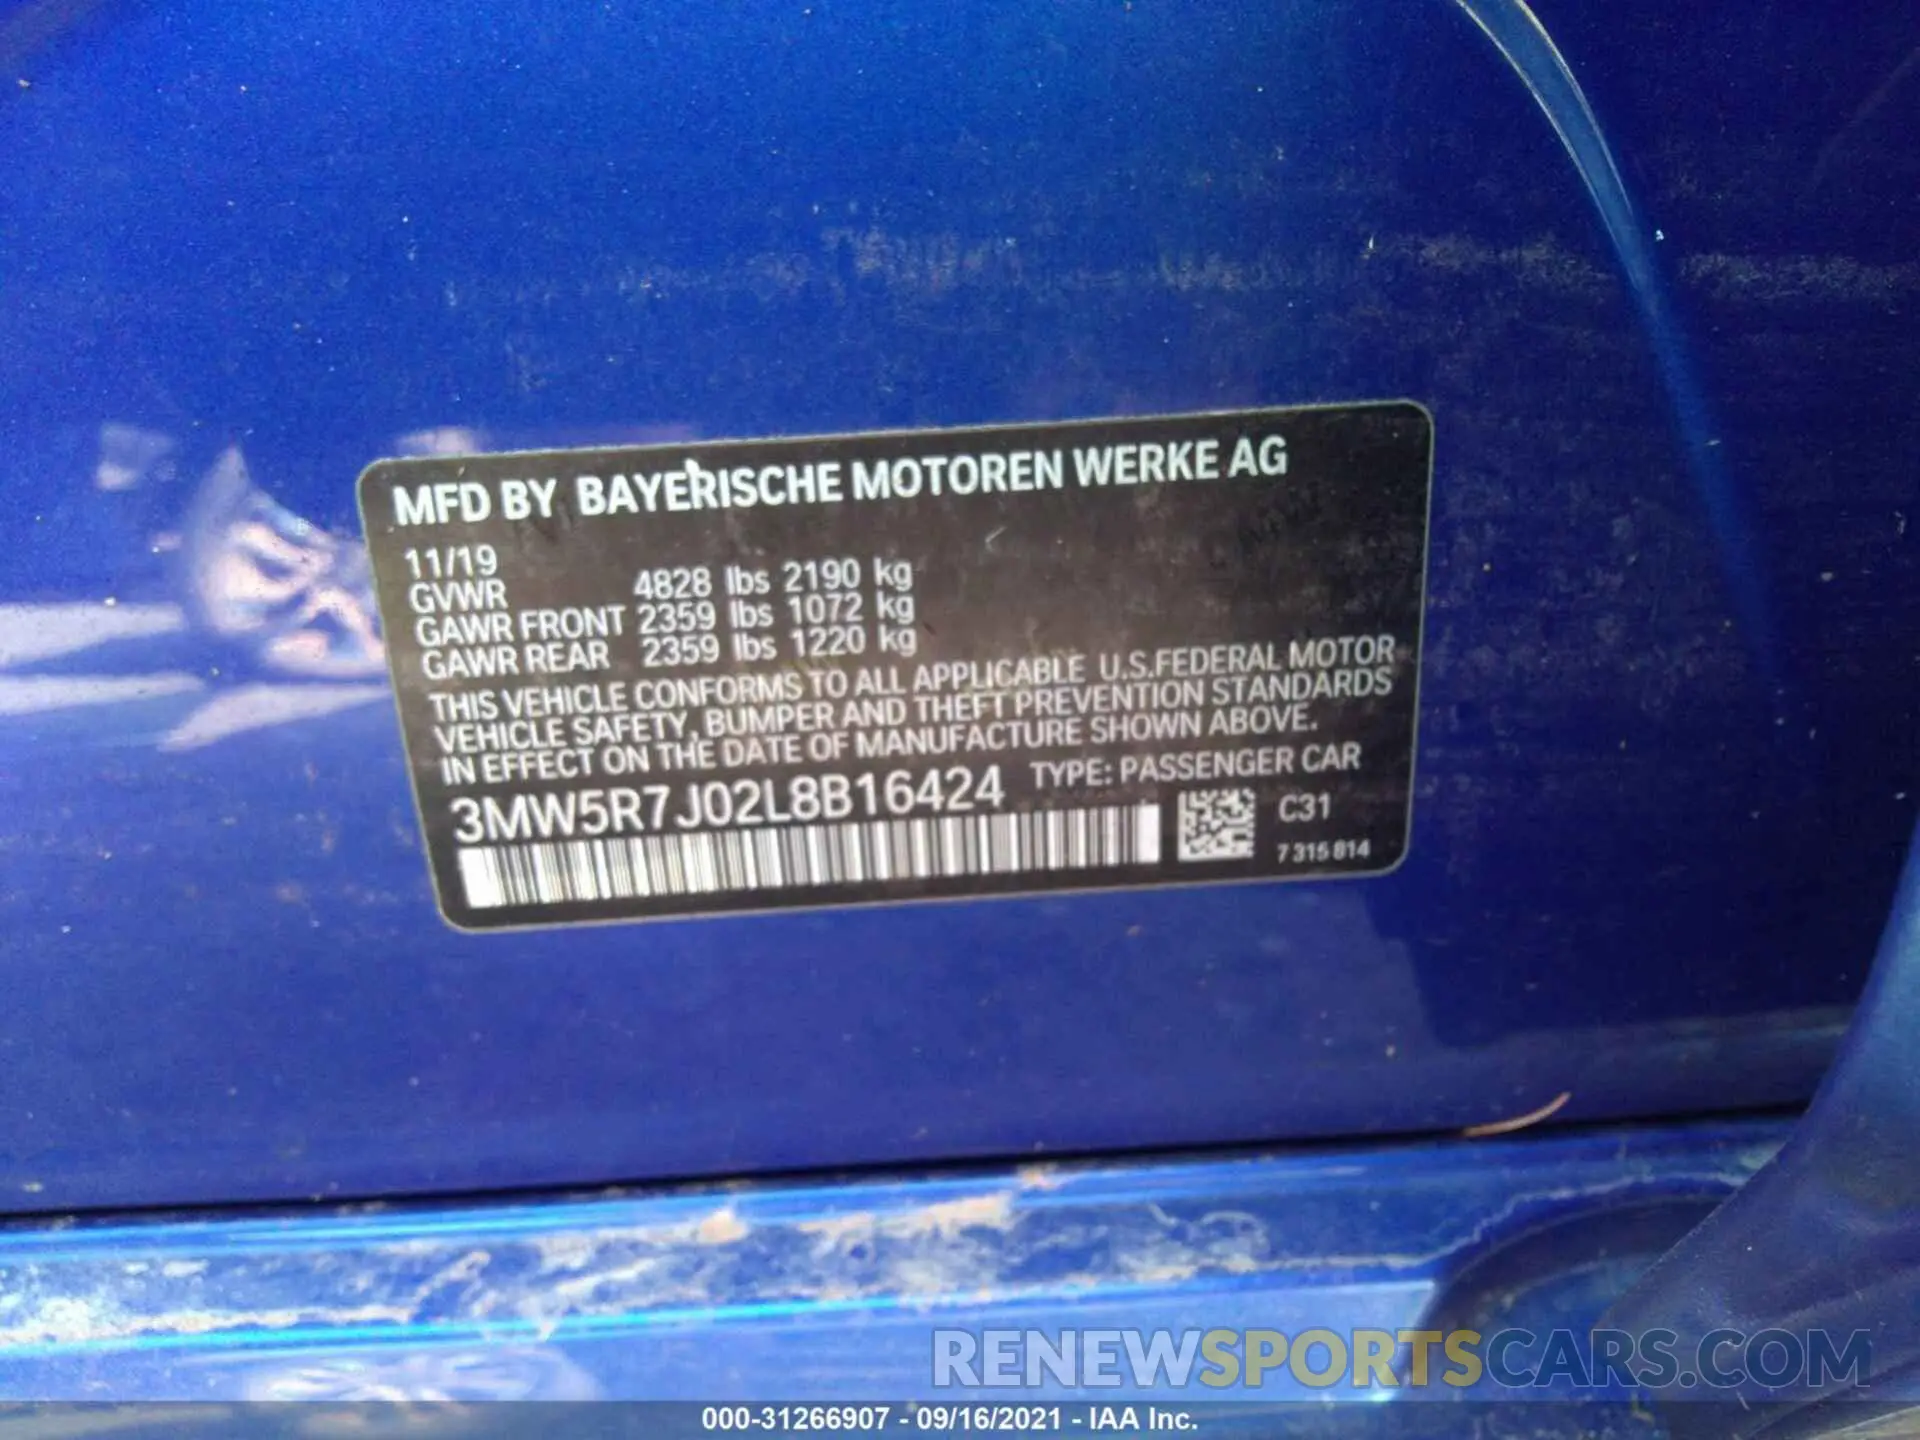 MFD BY BAYERISCHE MOTOREN WERKE AG
11/19
GVWR 4828 lbs 2190 kg
GAWR FRONT 2359 lbs 1072 kg
GAWR REAR 2359 lbs 1220 kg
THIS VEHICLE CONFORMS TO ALL APPLICABLE U.S.FEDERAL MOTOR
VEHICLE SAFETY, BUMPER AND THEFT PREVENTION STANDARDS
IN EFFECT ON THE DATE OF MANUFACTURE SHOWN ABOVE.
3MW5R7J02L8B16424 TYPE: PASSENGER CAR
C31
7 315 814
RENEWSPORTSCARS.COM
000-31266907 - 09/16/2021 - IAA Inc.